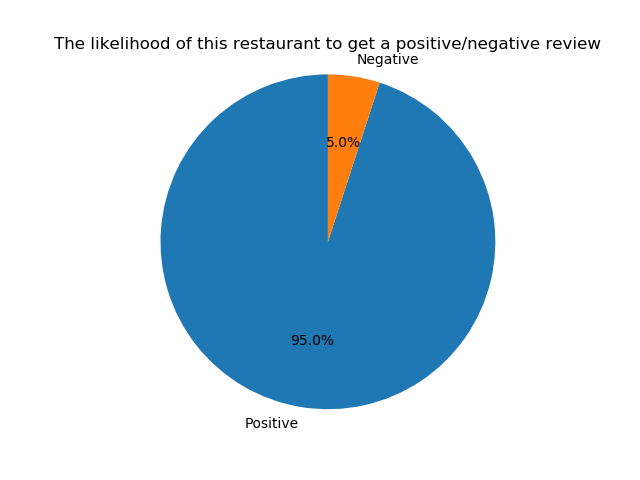 The likelihood of this restaurant to get a positive/negative review
Negative
5.0%
95.0%
Positive